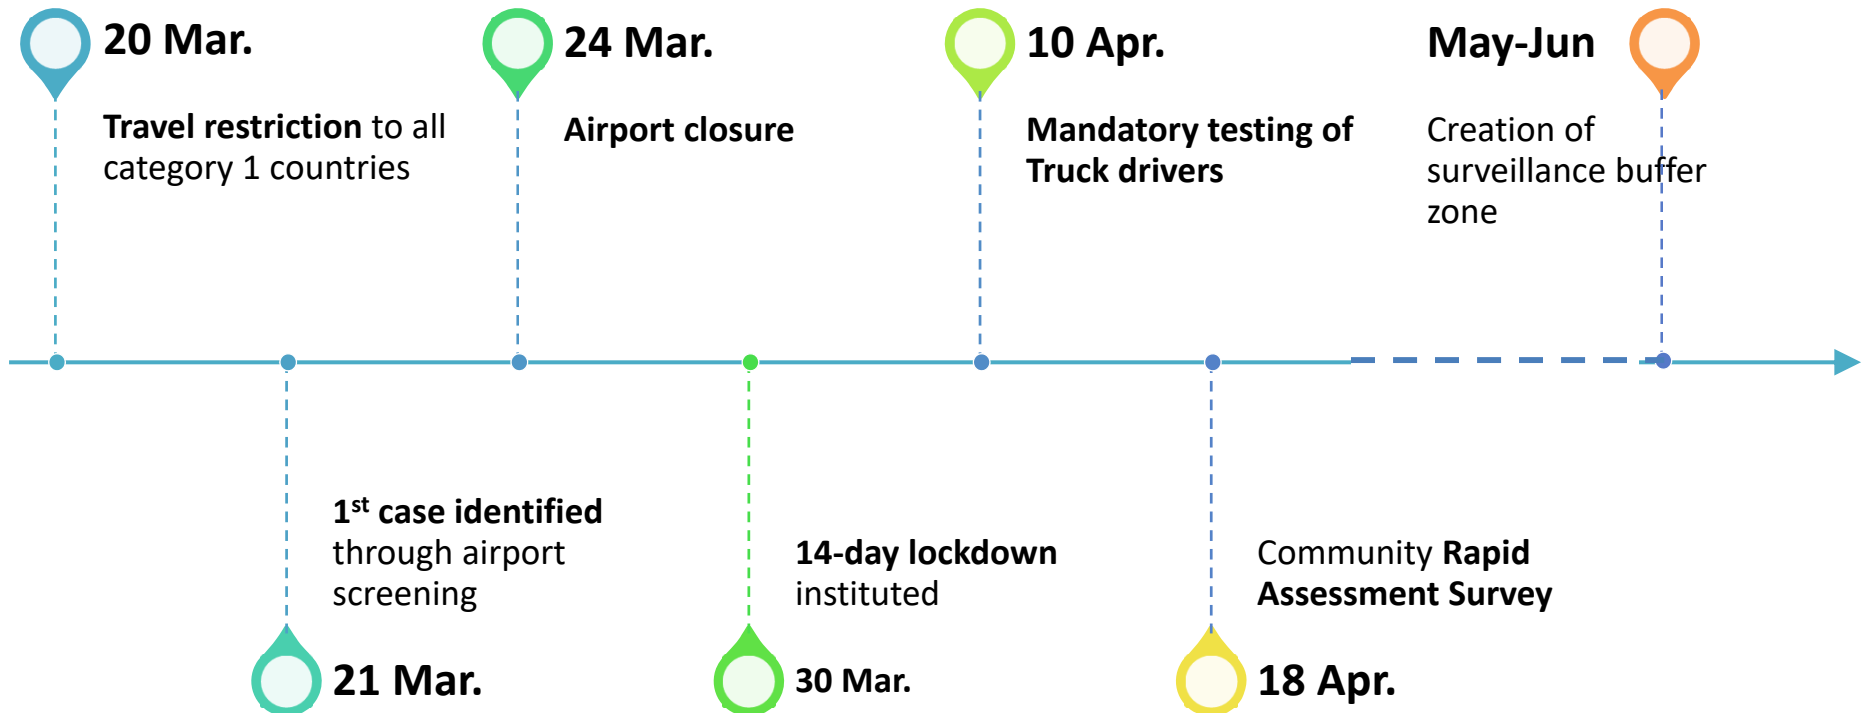 20 Mar.
Travel restriction to all
category 1 countries
24 Mar.
Airport closure
10 Apr.
Mandatory testing of
Truck drivers
May-Jun
Creation of
surveillance buffer
zone
1st case identified
through airport
screening
21 Mar.
14-day lockdown
instituted
30 Mar.
Community Rapid
Assessment Survey
18 Apr.